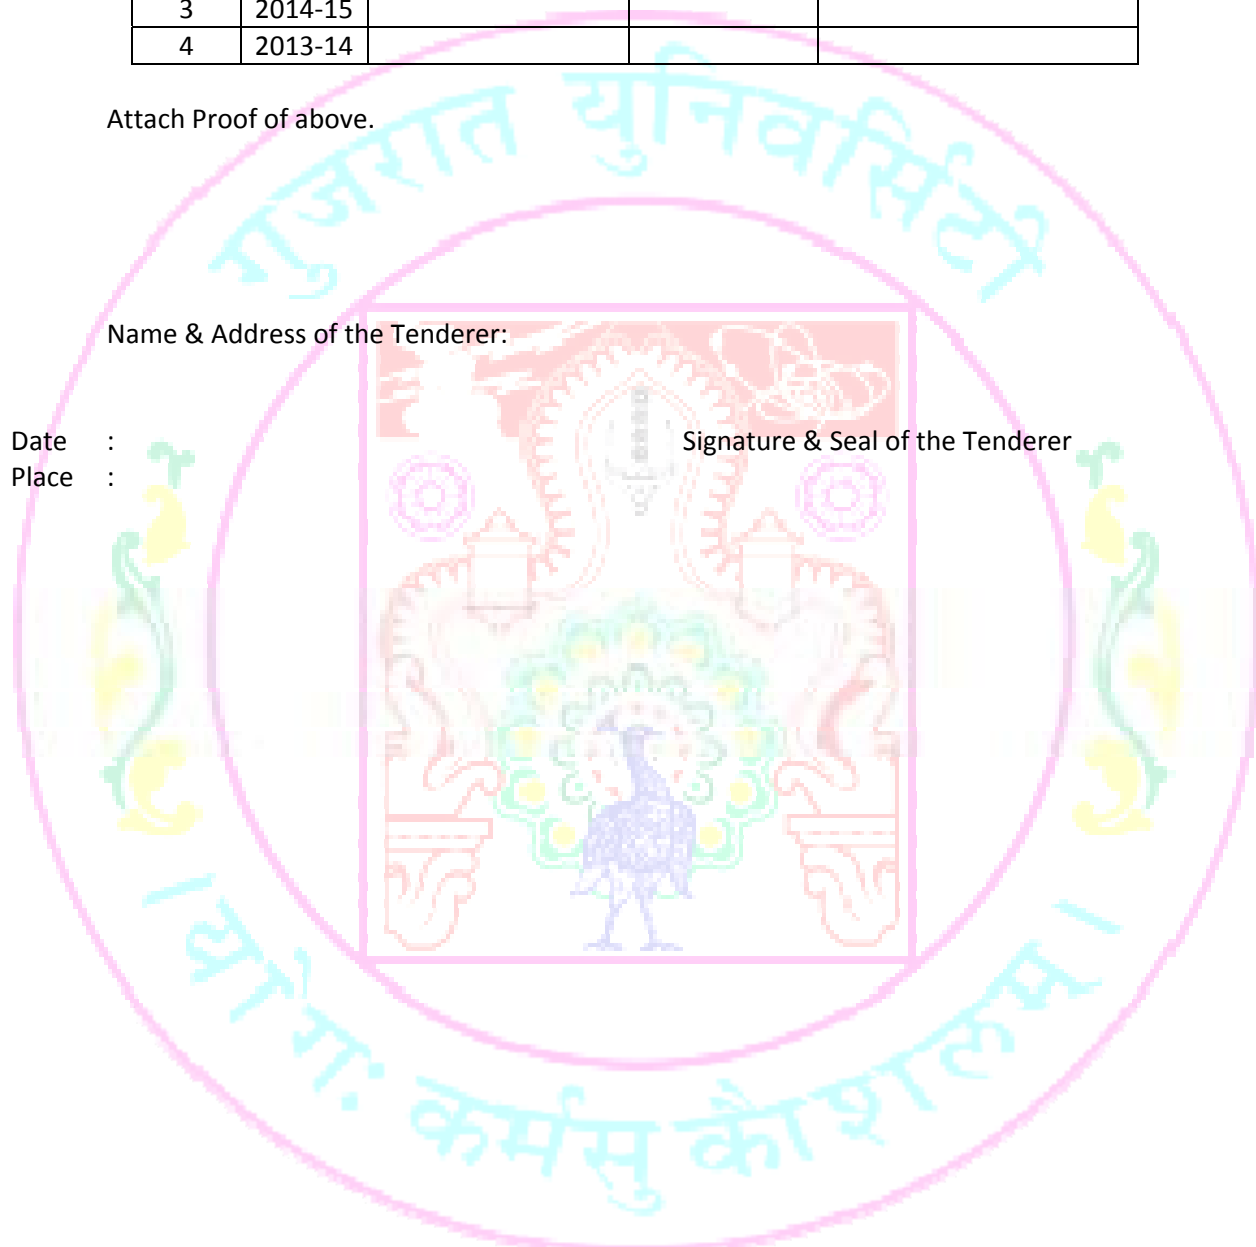 3 2014-15
4 2013-14
Attach Proof of above.
गुजरात युनिवर्सिटी
Name & Address of the Tenderer:
Date : Signature & Seal of the Tenderer
Place :
। योगः कर्मसु कौशलम् ।